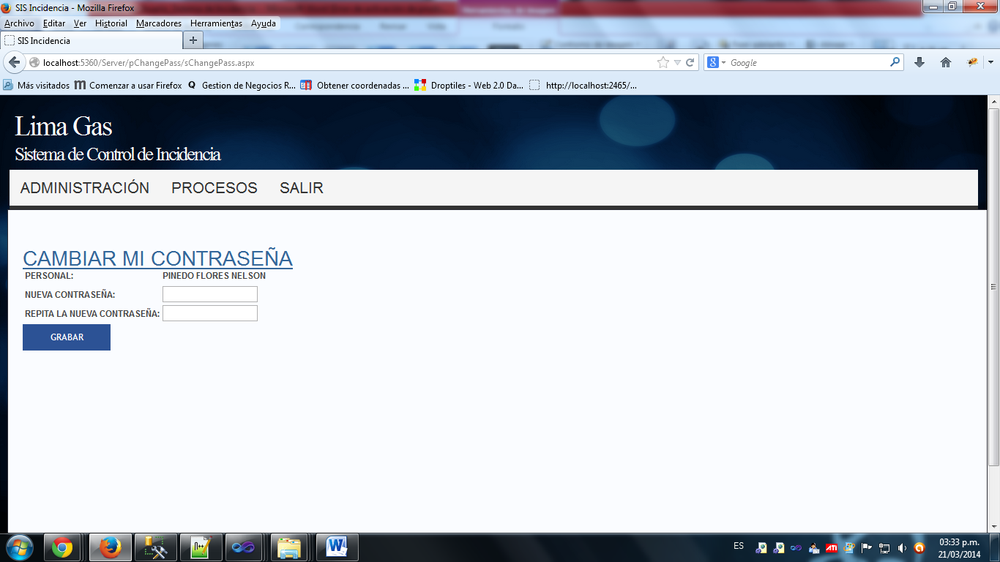 SIS Incidencia - Mozilla Firefox
Archivo Editar Ver Historial Marcadores Herramientas Ayuda
SIS Incidencia
localhost:5360/Server/pChangePass/sChangePass.aspx
Google
Más visitados Comenzar a usar Firefox Gestion de Negocios R... Obtener coordenadas ... Droptiles - Web 2.0 Da... http://localhost:2465/...
Lima Gas
Sistema de Control de Incidencia
ADMINISTRACIÓN PROCESOS SALIR
CAMBIAR MI CONTRASEÑA
PERSONAL: PINEDO FLORES NELSON
NUEVA CONTRASEÑA:
REPITA LA NUEVA CONTRASEÑA:
GRABAR
ES
03:33 p.m.
21/03/2014